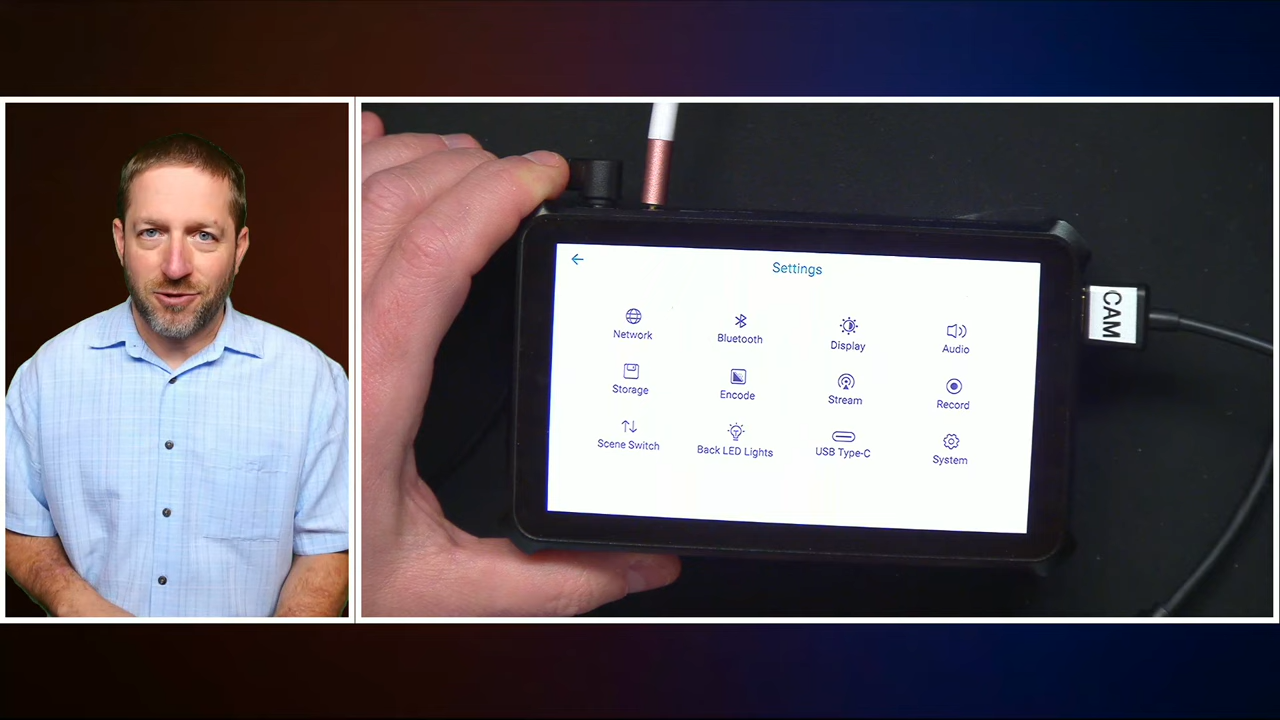 Settings
Network
Bluetooth
Display
Audio
Storage
Encode
Stream
Record
Scene Switch
Back LED Lights
USB Type-C
System
CAM